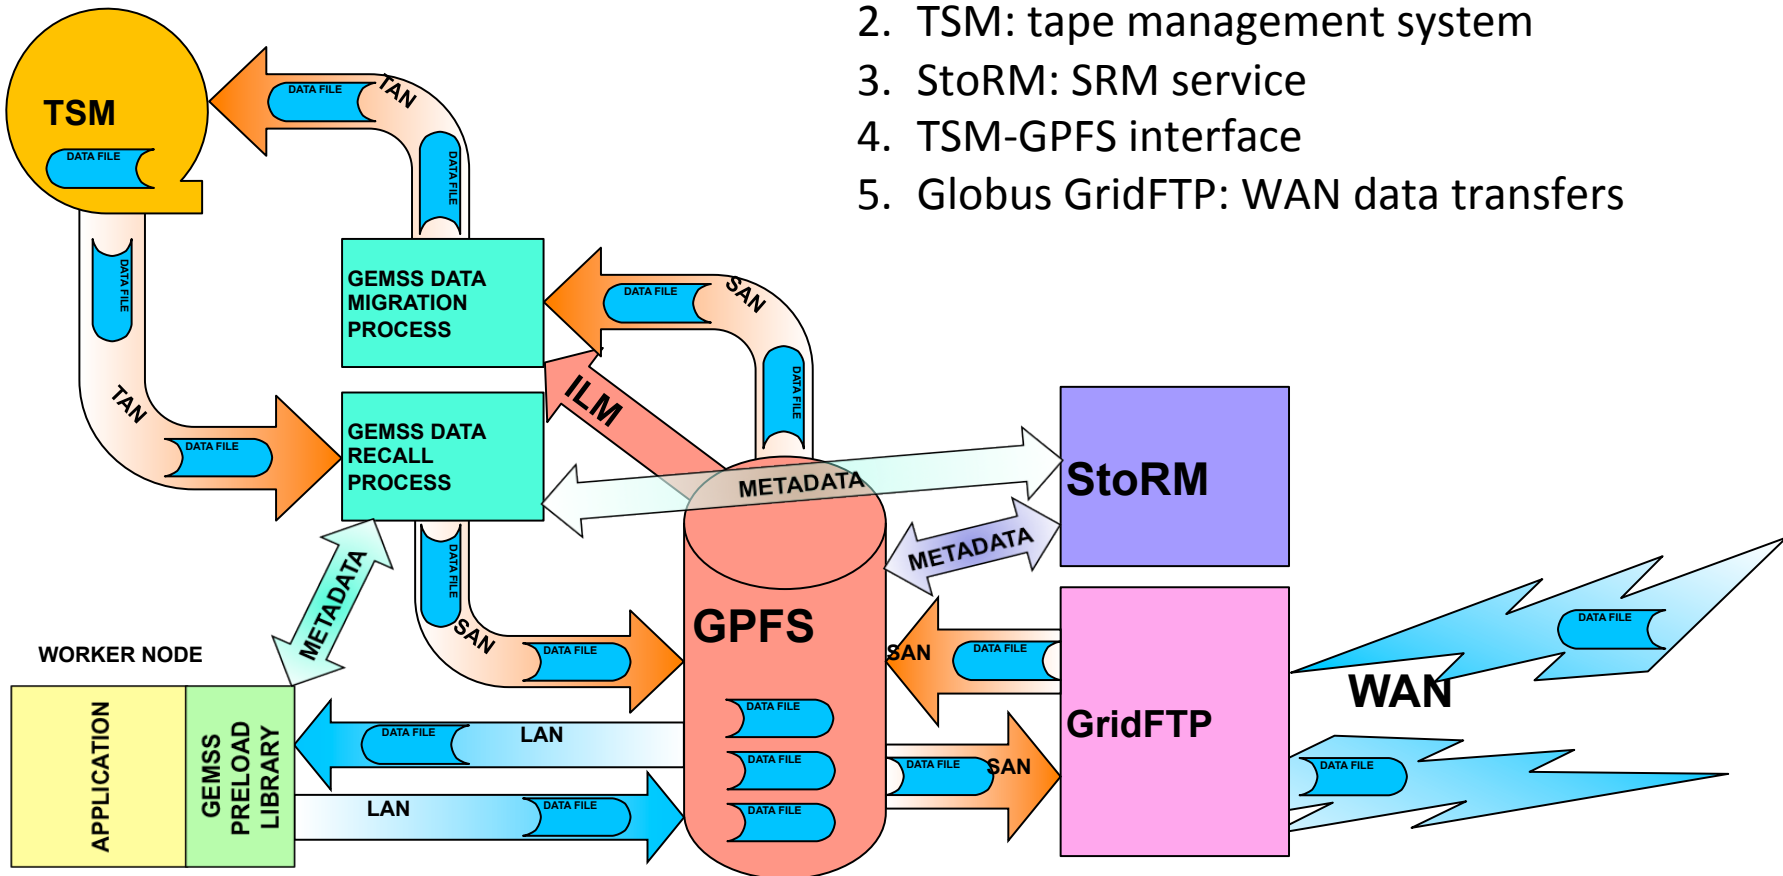 2. TSM: tape management system
3. StoRM: SRM service
4. TSM-GPFS interface
5. Globus GridFTP: WAN data transfers
TSM
DATA FILE
DATA FILE
TAN
DATA FILE
DATA FILE
TAN
DATA FILE
GEMSS DATA
MIGRATION
PROCESS
DATA FILE
SAN
DATA FILE
ILM
GEMSS DATA
RECALL
PROCESS
METADATA
StoRM
METADATA
METADATA
DATA FILE
SAN
DATA FILE
GPFS
DATA FILE
DATA FILE
DATA FILE
SAN
DATA FILE
DATA FILE
SAN
GridFTP
WAN
DATA FILE
DATA FILE
WORKER NODE
APPLICATION
GEMSS
PRELOAD
LIBRARY
DATA FILE
LAN
LAN
DATA FILE